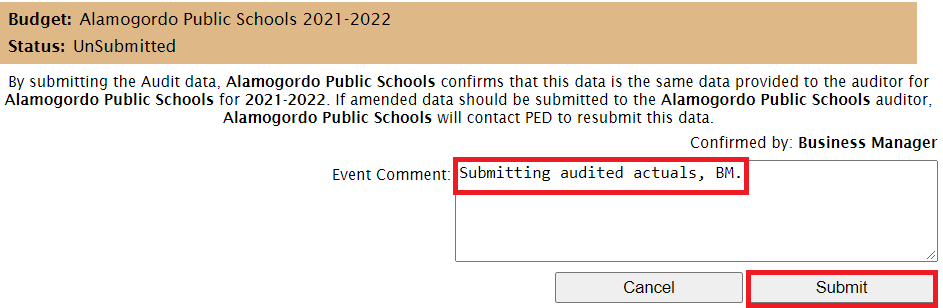 Budget: Alamogordo Public Schools 2021-2022
Status: UnSubmitted
By submitting the Audit data, Alamogordo Public Schools confirms that this data is the same data provided to the auditor for
Alamogordo Public Schools for 2021-2022. If amended data should be submitted to the Alamogordo Public Schools auditor,
Alamogordo Public Schools will contact PED to resubmit this data.
Confirmed by: Business Manager
Event Comment: Submitting audited actuals, BM.
Cancel Submit